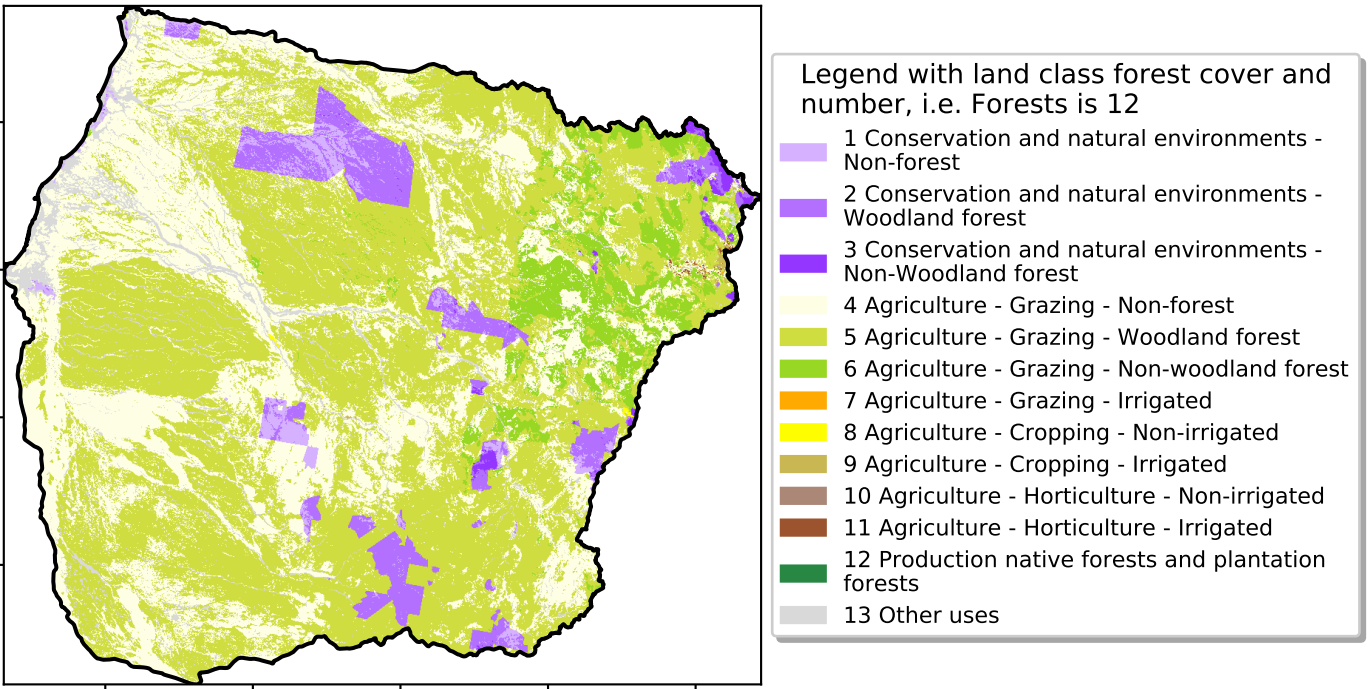 Legend with land class forest cover and
number, i.e. Forests is 12
1 Conservation and natural environments -
Non-forest
2 Conservation and natural environments -
Woodland forest
3 Conservation and natural environments -
Non-Woodland forest
4 Agriculture - Grazing - Non-forest
5 Agriculture - Grazing - Woodland forest
6 Agriculture - Grazing - Non-woodland forest
7 Agriculture - Grazing - Irrigated
8 Agriculture - Cropping - Non-irrigated
9 Agriculture - Cropping - Irrigated
10 Agriculture - Horticulture - Non-irrigated
11 Agriculture - Horticulture - Irrigated
12 Production native forests and plantation
forests
13 Other uses